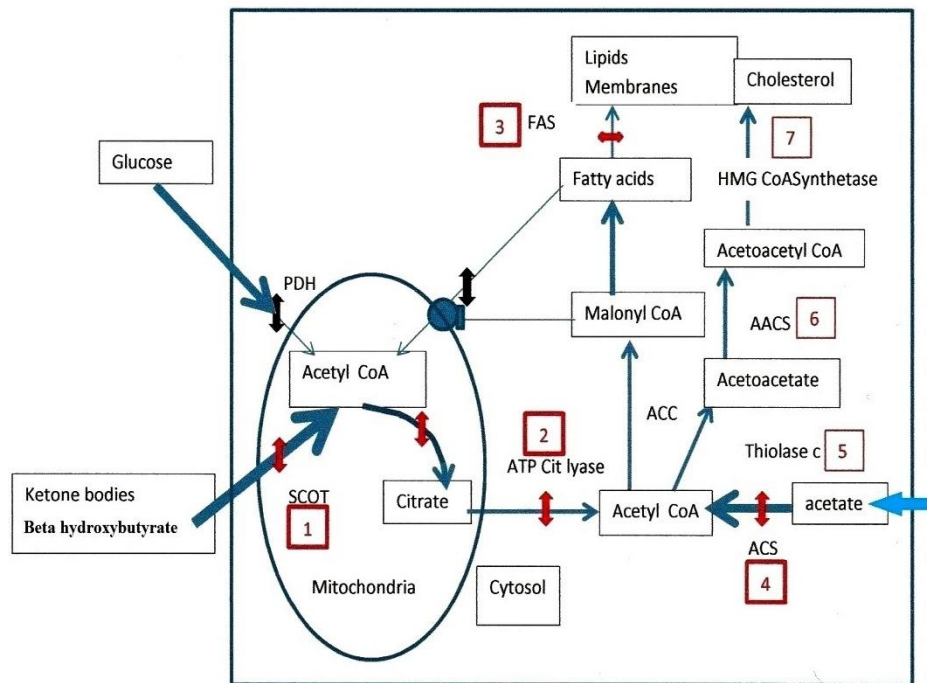 Lipids
Membranes
Cholesterol
3
FAS
7
Glucose
Fatty acids
HMG CoASynthetase
Acetoacetyl CoA
PDH
Malonyl CoA
AACS
6
Acetyl CoA
Acetoacetate
ACC
2
ATP Cit lyase
Thiolase c
5
Ketone bodies
Beta hydroxybutyrate
SCOT
1
Citrate
Acetyl CoA
acetate
ACS
4
Mitochondria
Cytosol